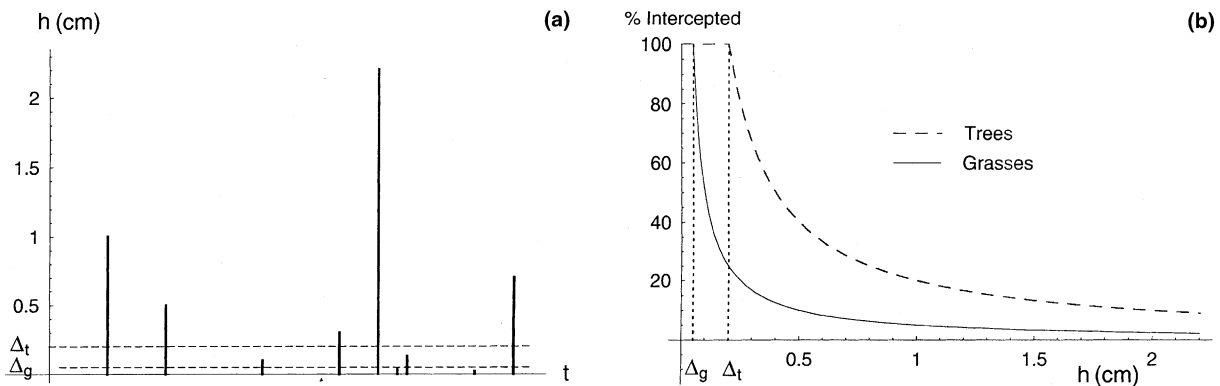 h (cm)
(a)
2
1.5
1
0.5
Δt
Δg
t
% Intercepted
(b)
100
80
60
40
20
Trees
Grasses
Δg Δt 0.5 1 1.5 2
h (cm)